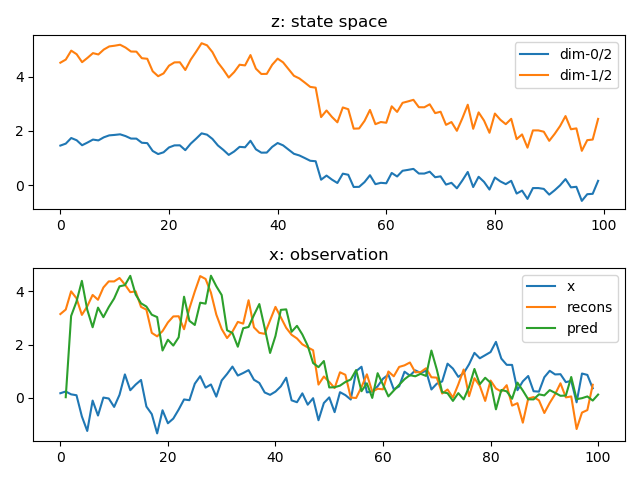 z: state space
4
2
0
dim-0/2
dim-1/2
0 20 40 60 80 100
x: observation
4
2
0
x
recons
pred
0 20 40 60 80 100